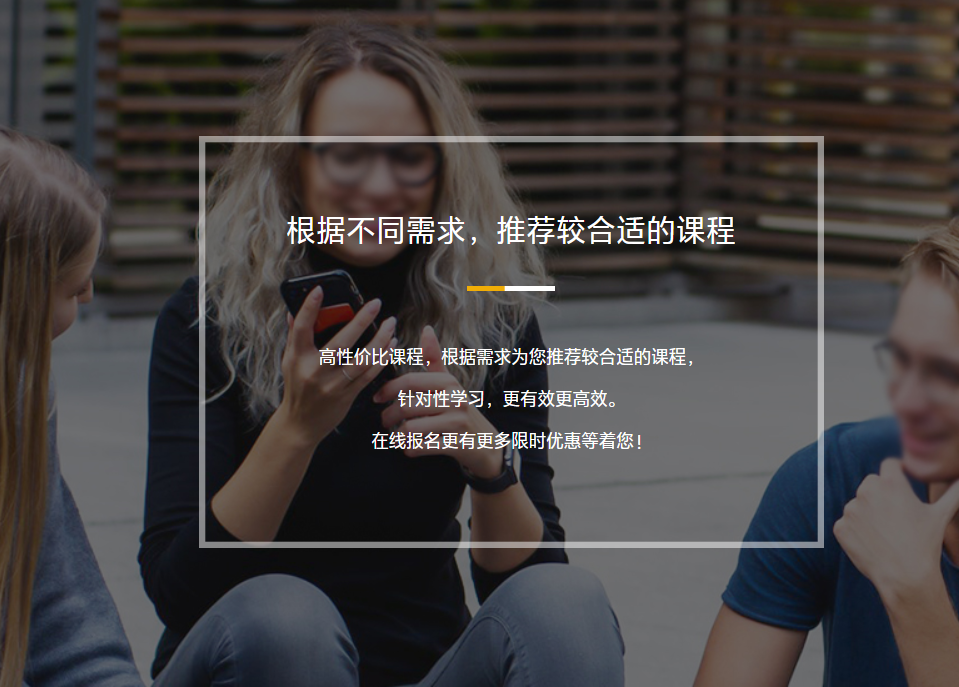 根据不同需求，推荐较合适的课程
高性价比课程，根据需求为您推荐较合适的课程，
针对性学习，更有效更高效。
在线报名更有更多限时优惠等着您！